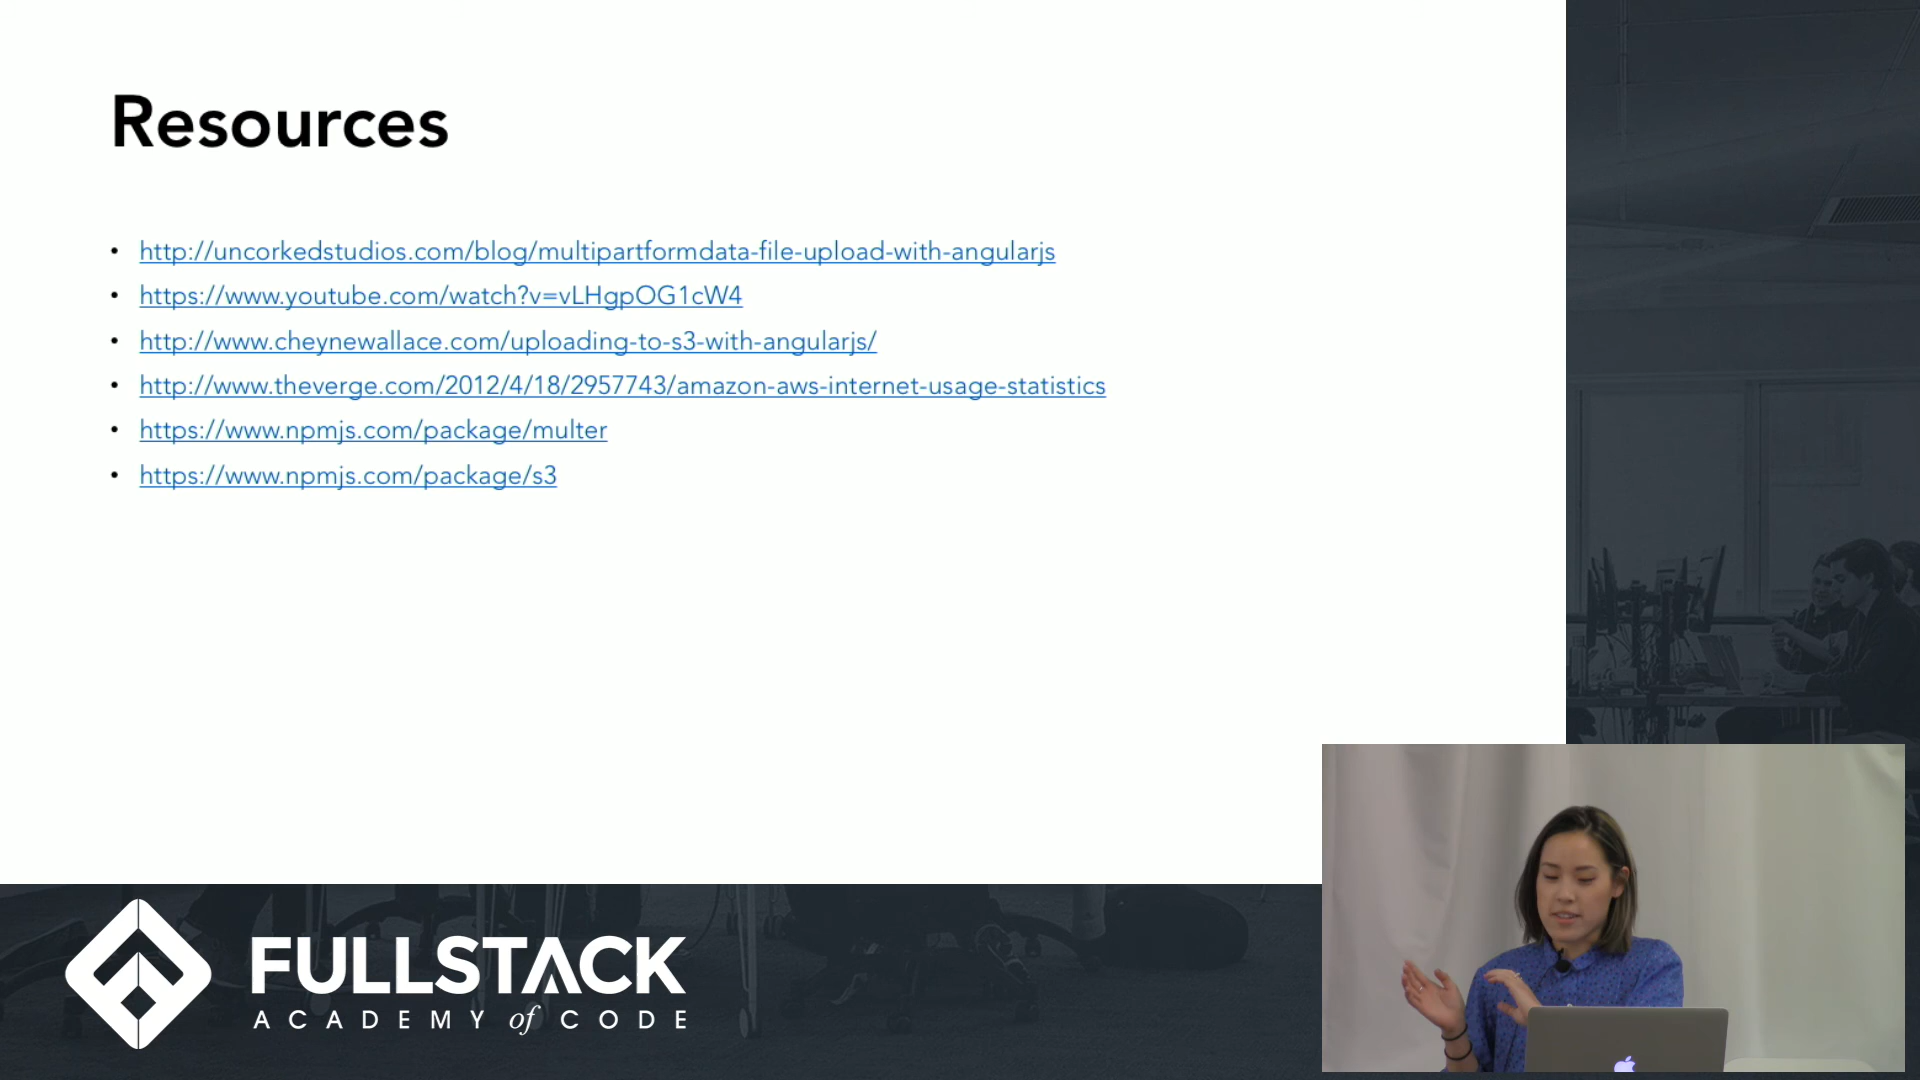 Resources
• http://uncorkedstudios.com/blog/multipartformdata-file-upload-with-angularjs
• https://www.youtube.com/watch?v=vLHgpOG1cW4
• http://www.cheynewallace.com/uploading-to-s3-with-angularjs/
• http://www.theverge.com/2012/4/18/2957743/amazon-aws-internet-usage-statistics
• https://www.npmjs.com/package/multer
• https://www.npmjs.com/package/s3
FULLSTACK
ACADEMY of CODE